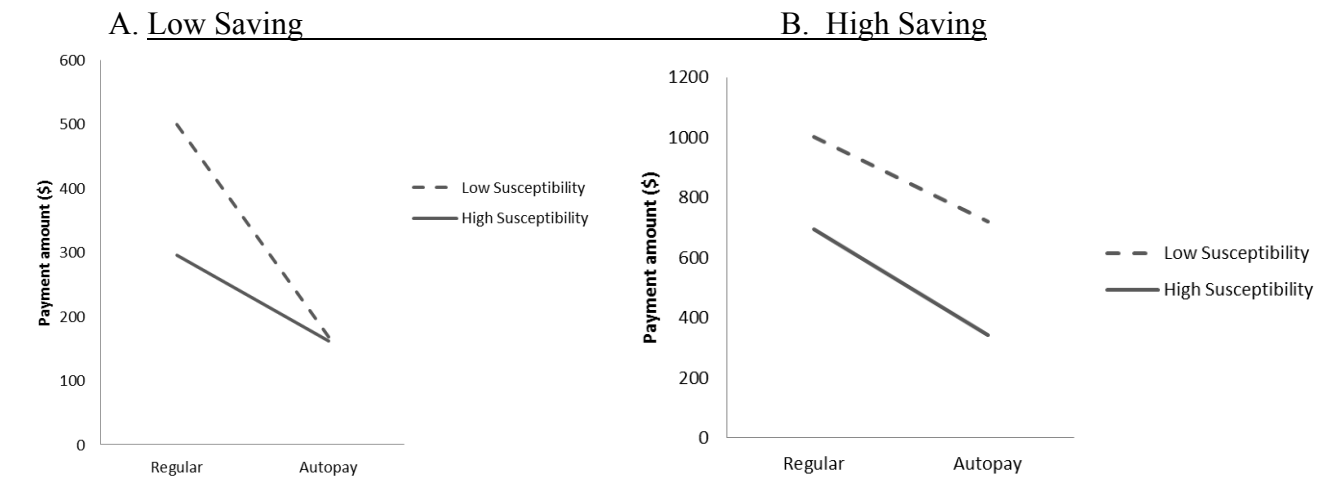 A. Low Saving
600
500
400
300
200
100
0
Payment amount ($)
Regular
Autopay
Low Susceptibility
High Susceptibility
B. High Saving
1200
1000
800
600
400
200
0
Payment amount ($)
Regular
Autopay
Low Susceptibility
High Susceptibility